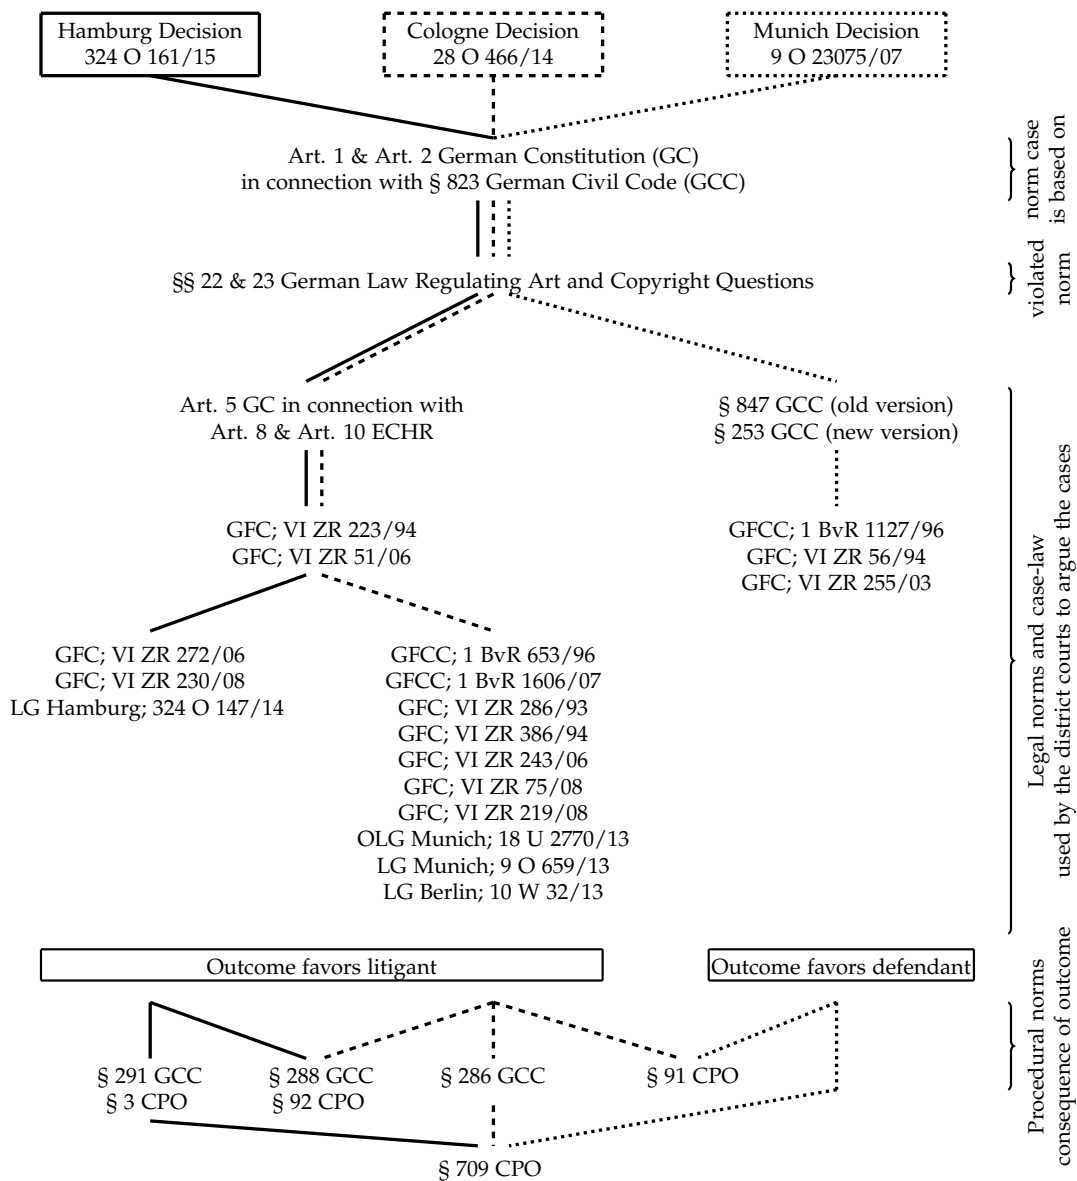 Hamburg Decision
324 O 161/15
Cologne Decision
28 O 466/14
Munich Decision
9 O 23075/07
Art. 1 & Art. 2 German Constitution (GC)
in connection with § 823 German Civil Code (GCC)
norm case
is based on
§§ 22 & 23 German Law Regulating Art and Copyright Questions
violated
norm
Art. 5 GC in connection with
Art. 8 & Art. 10 ECHR
§ 847 GCC (old version)
§ 253 GCC (new version)
GFC; VI ZR 223/94
GFC; VI ZR 51/06
GFCC; 1 BvR 1127/96
GFC; VI ZR 56/94
GFC; VI ZR 255/03
GFC; VI ZR 272/06
GFC; VI ZR 230/08
LG Hamburg; 324 O 147/14
GFCC; 1 BvR 653/96
GFCC; 1 BvR 1606/07
GFC; VI ZR 286/93
GFC; VI ZR 386/94
GFC; VI ZR 243/06
GFC; VI ZR 75/08
GFC; VI ZR 219/08
OLG Munich; 18 U 2770/13
LG Munich; 9 O 659/13
LG Berlin; 10 W 32/13
Legal norms and case-law
used by the district courts to argue the cases
Outcome favors litigant
Outcome favors defendant
§ 291 GCC
§ 3 CPO
§ 288 GCC
§ 92 CPO
§ 286 GCC
§ 91 CPO
§ 709 CPO
Procedural norms
consequence of outcome